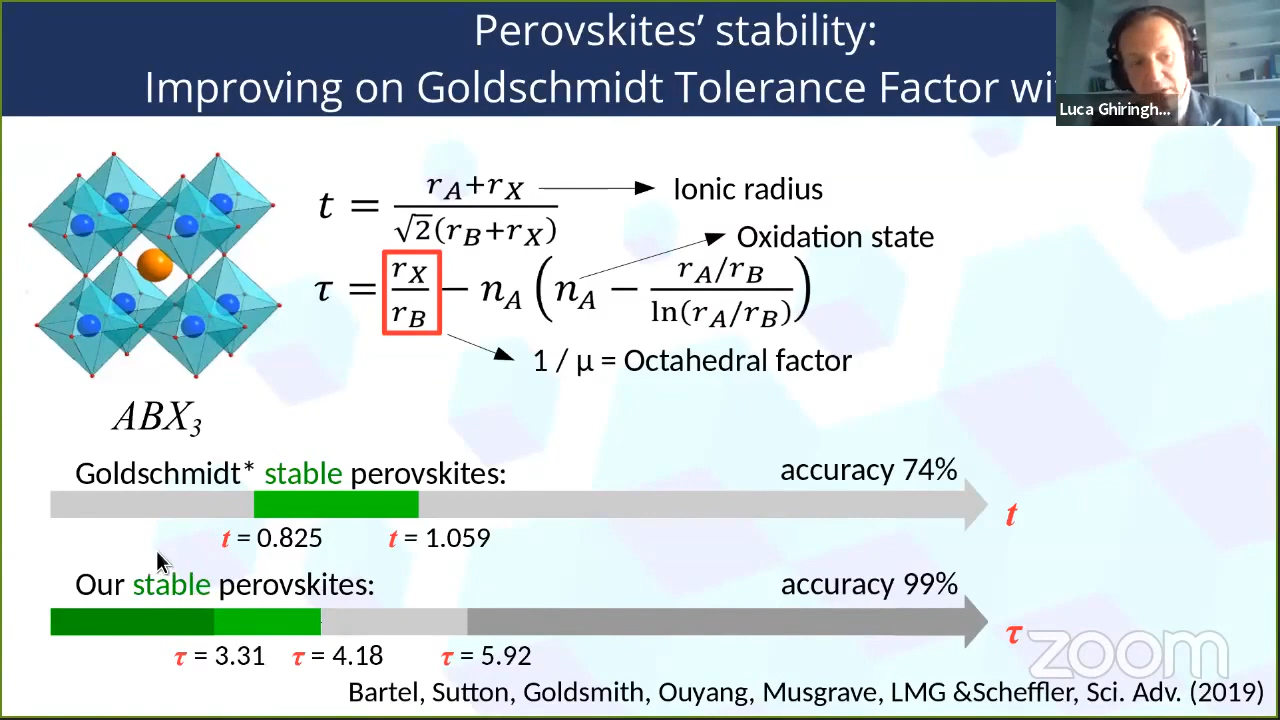 Perovskites’ stability:
Improving on Goldschmidt Tolerance Factor wi
Luca Ghiringh...
t = (r_A+r_X) / (√2(r_B+r_X))
Ionic radius
Oxidation state
τ = r_X/r_B − n_A (n_A − (r_A/r_B) / ln(r_A/r_B))
1 / μ = Octahedral factor
ABX₃
Goldschmidt* stable perovskites:
accuracy 74%
t
t = 0.825
t = 1.059
Our stable perovskites:
accuracy 99%
τ
τ = 3.31
τ = 4.18
τ = 5.92
zoom
Bartel, Sutton, Goldsmith, Ouyang, Musgrave, LMG &Scheffler, Sci. Adv. (2019)